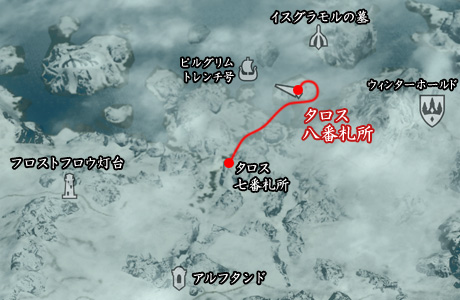 イスグラモルの墓
ピルグリム
トレンチ号
ウィンターホールド
タロス
八番札所
フロストフロウ灯台
タロス
七番札所
アルフタンド